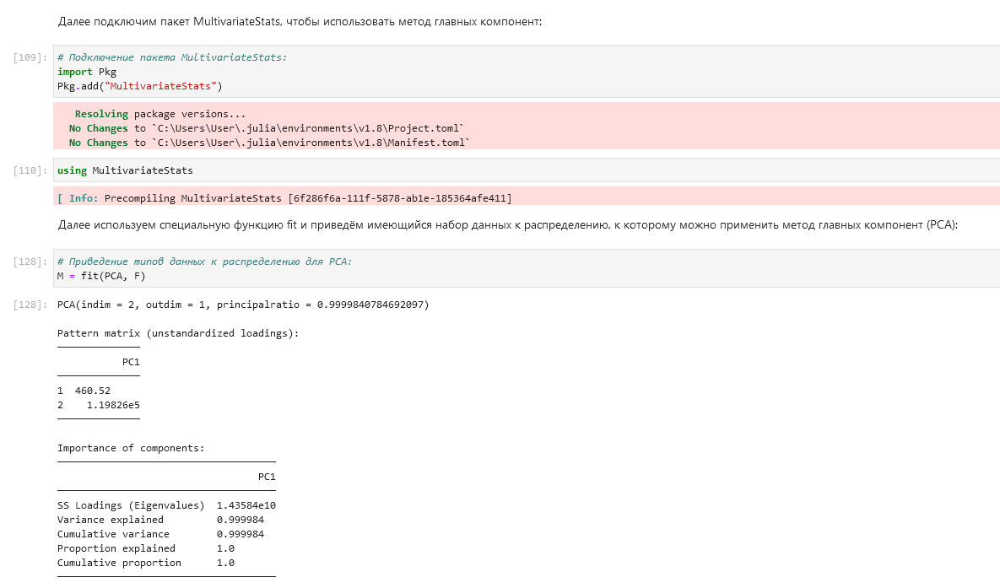 Далее подключим пакет MultivariateStats, чтобы использовать метод главных компонент:
[109]: # Подключение пакета MultivariateStats:
import Pkg
Pkg.add("MultivariateStats")
Resolving package versions...
No Changes to `C:\Users\User\.julia\environments\v1.8\Project.toml`
No Changes to `C:\Users\User\.julia\environments\v1.8\Manifest.toml`
[110]: using MultivariateStats
[ Info: Precompiling MultivariateStats [6f286f6a-111f-5878-ab1e-185364afe411]
Далее используем специальную функцию fit и приведём имеющийся набор данных к распределению, к которому можно применить метод главных компонент (PCA):
[128]: # Приведение типов данных к распределению для PCA:
M = fit(PCA, F)
[128]: PCA(indim = 2, outdim = 1, principalratio = 0.9999840784692097)
Pattern matrix (unstandardized loadings):
PC1
1 460.52
2 1.19826e5
Importance of components:
PC1
SS Loadings (Eigenvalues) 1.43584e10
Variance explained 0.999984
Cumulative variance 0.999984
Proportion explained 1.0
Cumulative proportion 1.0